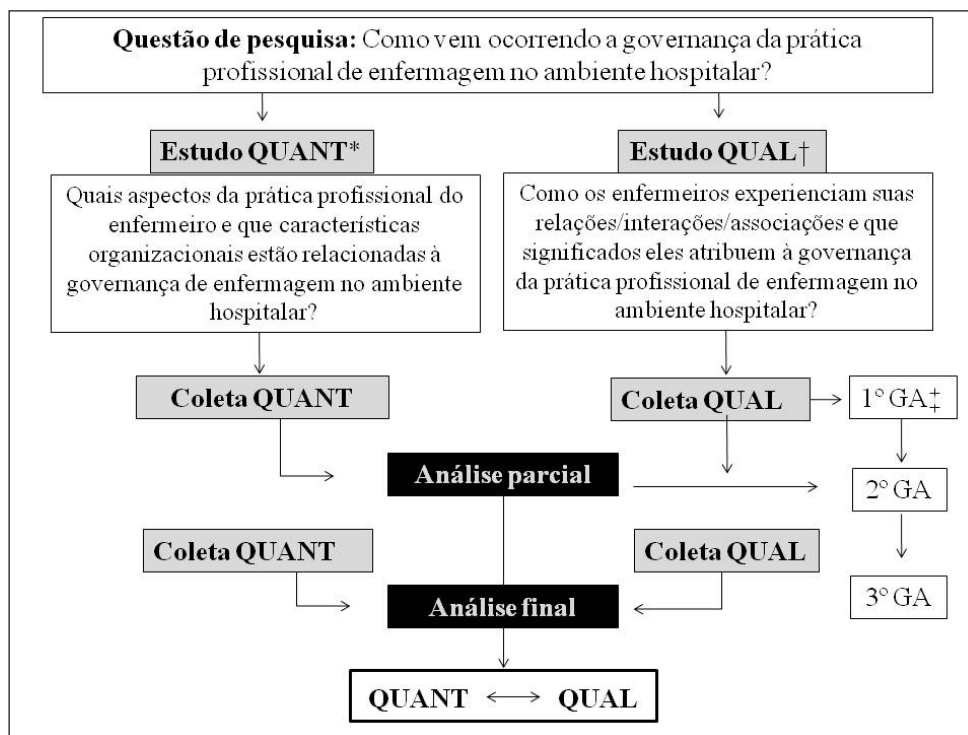 Questão de pesquisa: Como vem ocorrendo a governança da prática
profissional de enfermagem no ambiente hospitalar?
Estudo QUANT*
Quais aspectos da prática profissional do
enfermeiro e que características
organizacionais estão relacionadas à
governança de enfermagem no ambiente
hospitalar?
Estudo QUAL†
Como os enfermeiros experienciam suas
relações/interações/associações e que
significados eles atribuem à governança
da prática profissional de enfermagem no
ambiente hospitalar?
Coleta QUANT
Coleta QUAL
1º GA‡
Análise parcial
2º GA
Coleta QUANT
Coleta QUAL
Análise final
3º GA
QUANT ⟷ QUAL